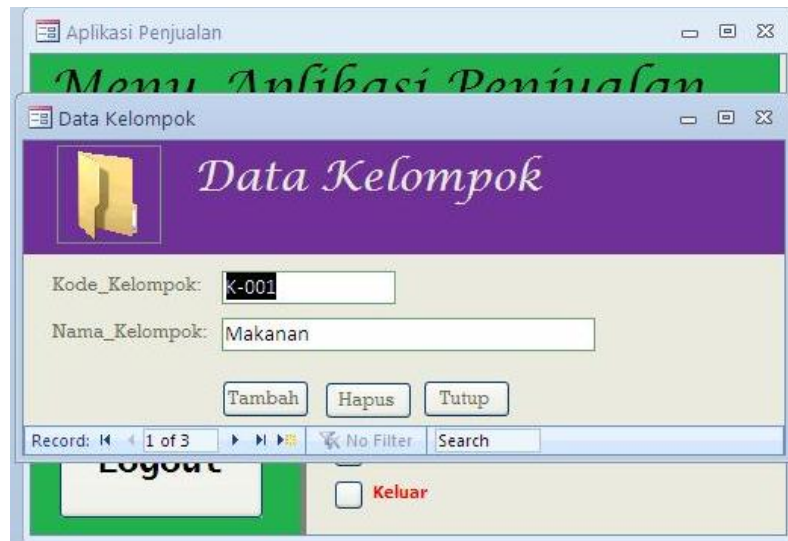 Aplikasi Penjualan
Menu Aplikasi Penjualan
Data Kelompok
Data Kelompok
Kode_Kelompok: K-001
Nama_Kelompok: Makanan
Tambah Hapus Tutup
Record: 1 of 3 No Filter Search
Logout
Keluar